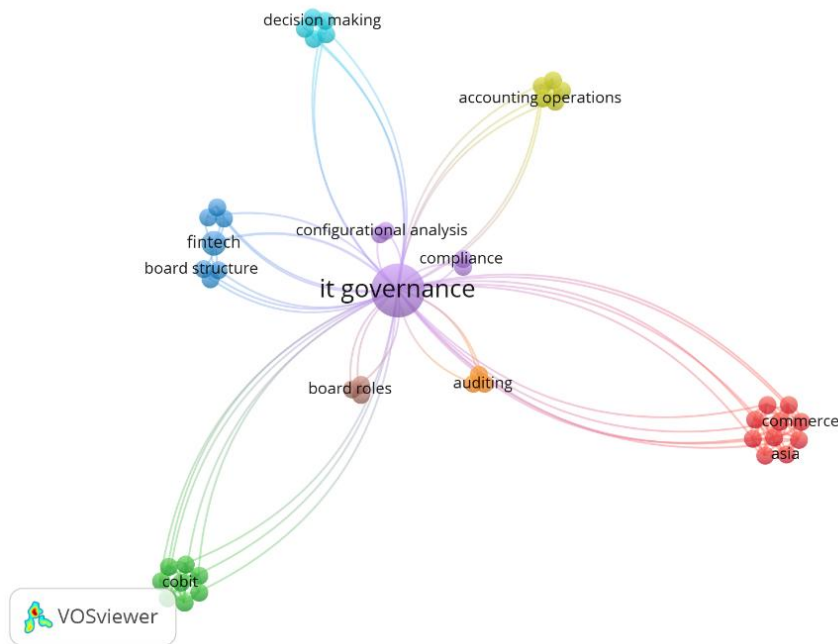 decision making
accounting operations
configurational analysis
fintech
compliance
board structure
it governance
board roles
auditing
commerce
asia
cobit
VOSviewer